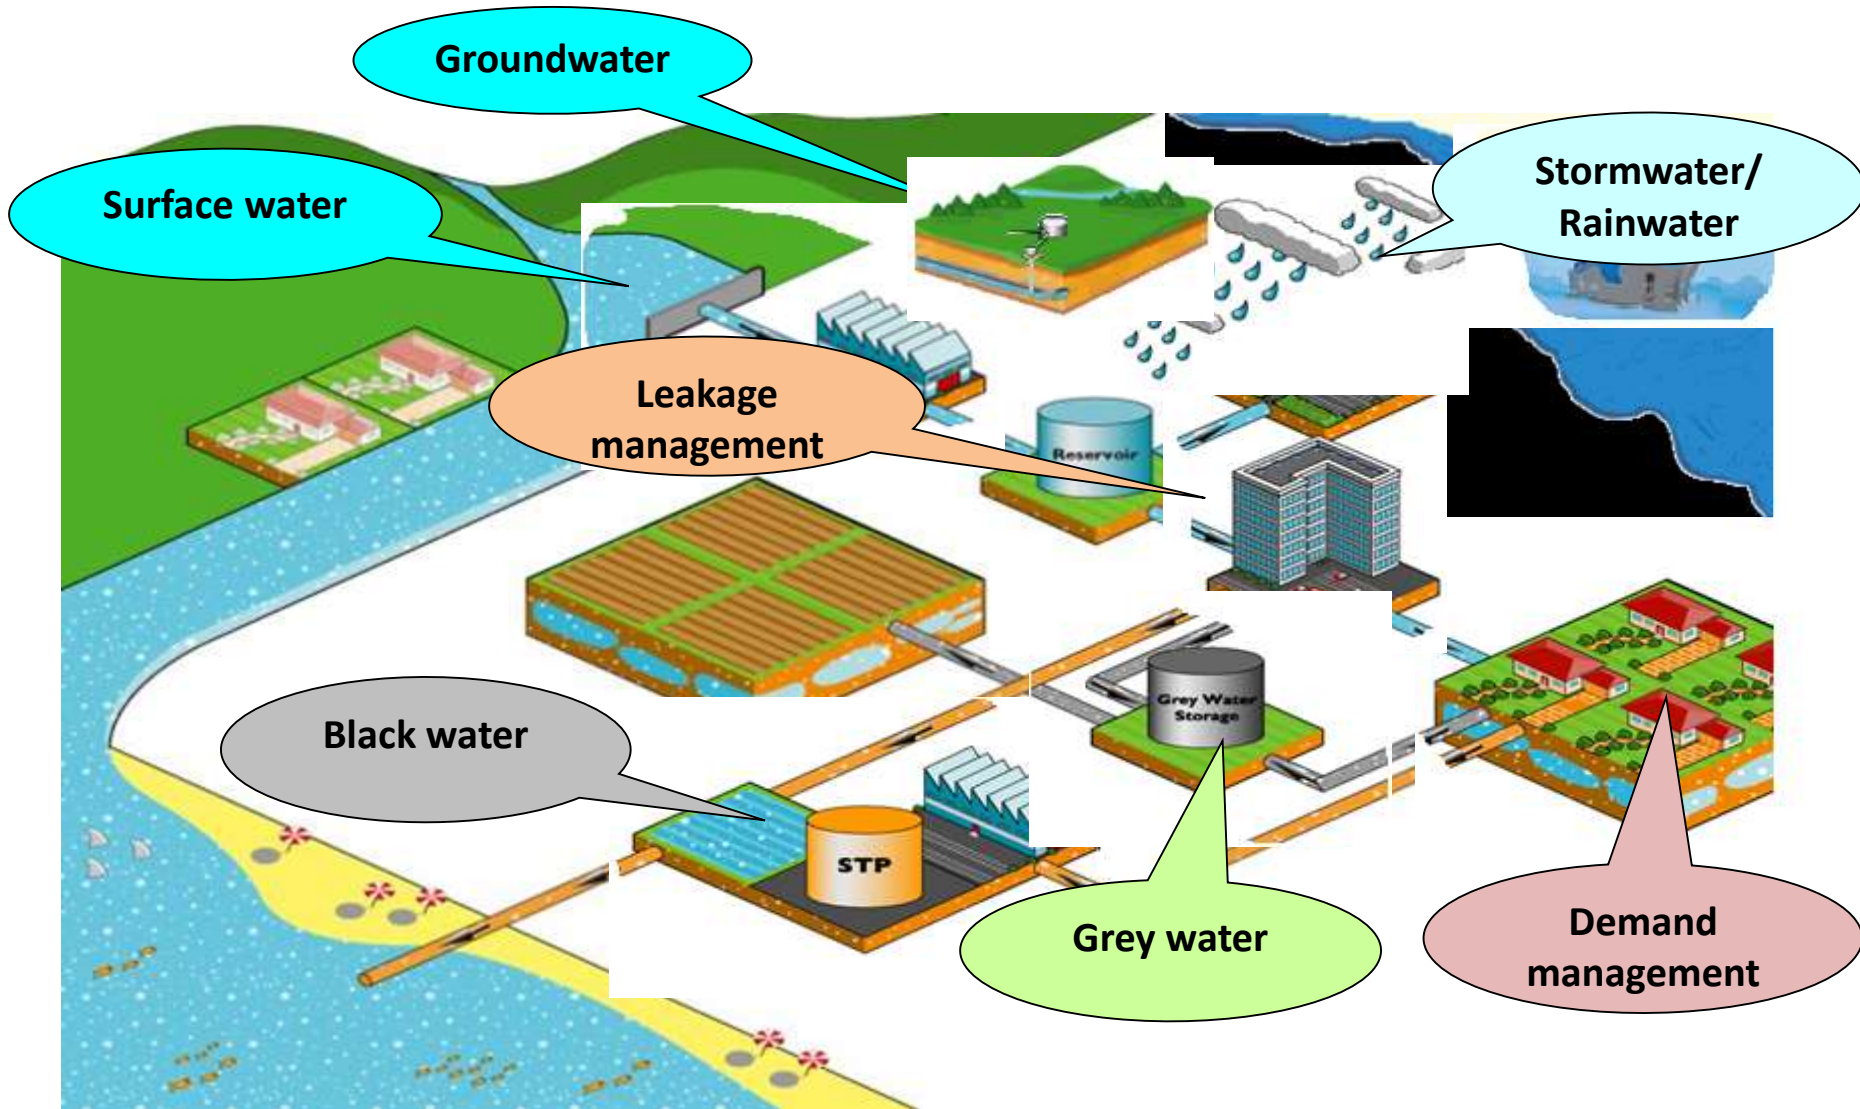 Groundwater
Stormwater/
Rainwater
Surface water
Leakage
management
Reservoir
Grey Water
Storage
Black water
STP
Grey water
Demand
management